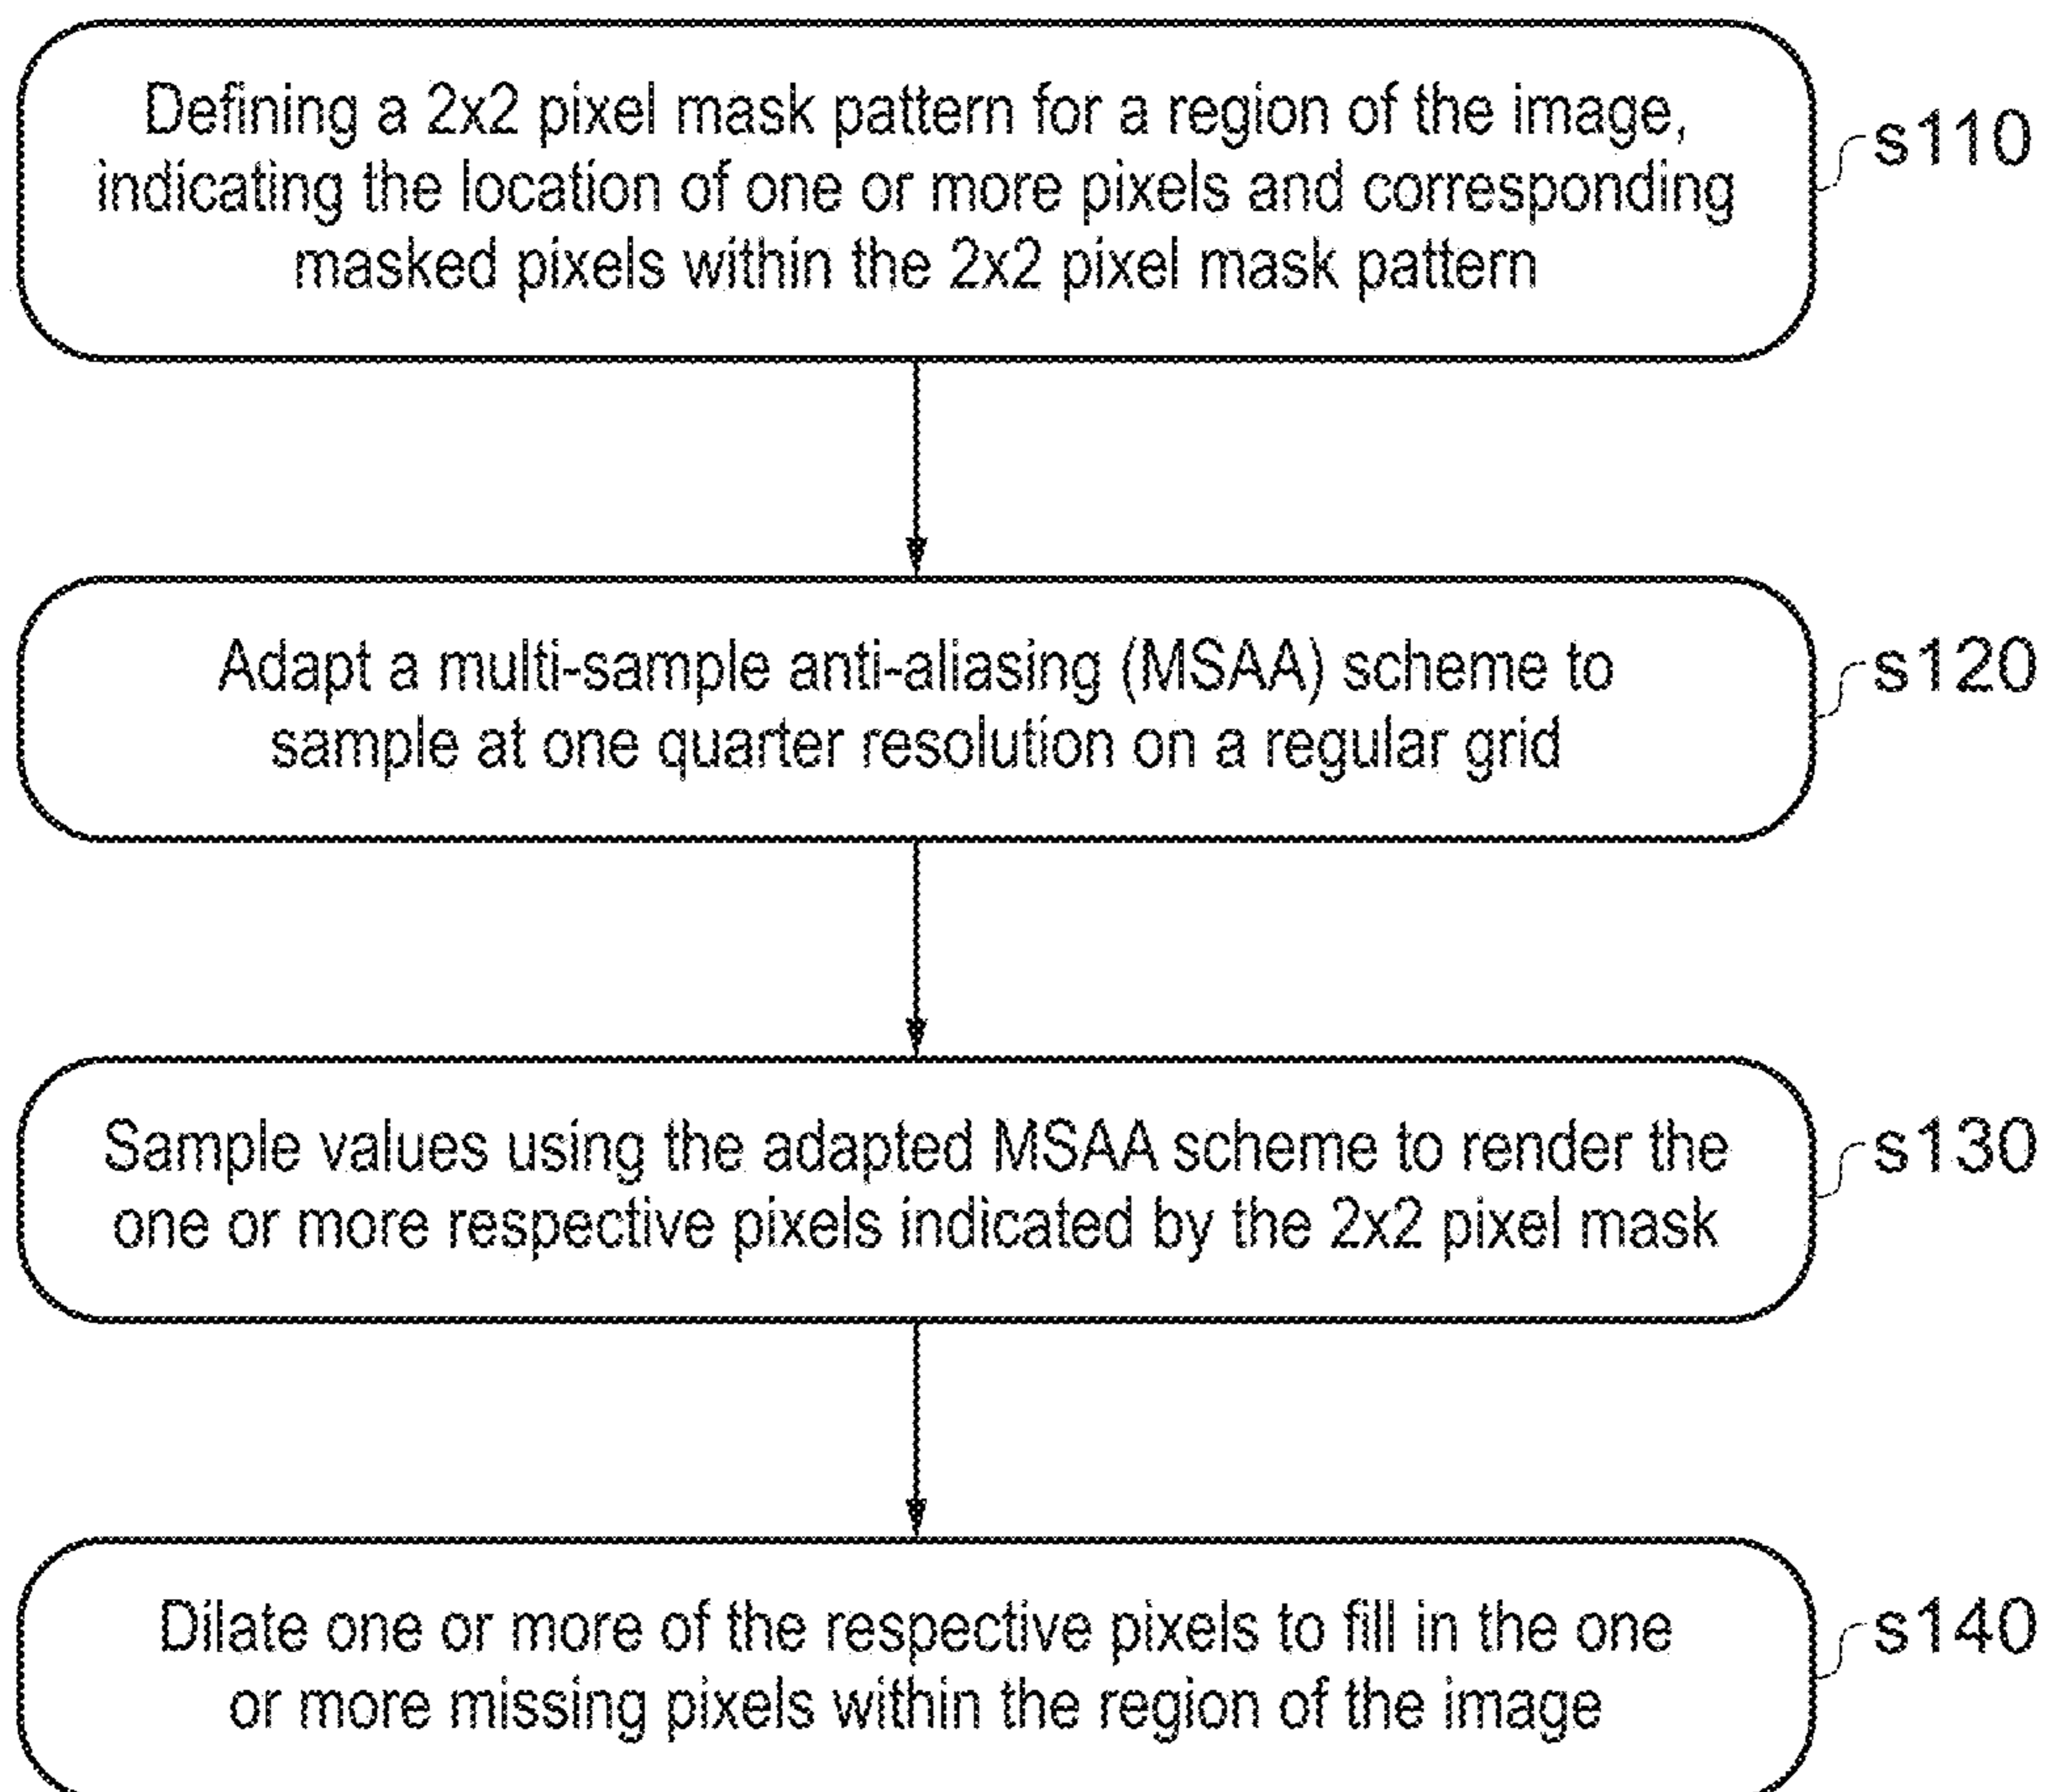 Defining a 2x2 pixel mask pattern for a region of the image,
indicating the location of one or more pixels and corresponding
masked pixels within the 2x2 pixel mask pattern
s110
Adapt a multi-sample anti-aliasing (MSAA) scheme to
sample at one quarter resolution on a regular grid
s120
Sample values using the adapted MSAA scheme to render the
one or more respective pixels indicated by the 2x2 pixel mask
s130
Dilate one or more of the respective pixels to fill in the one
or more missing pixels within the region of the image
s140